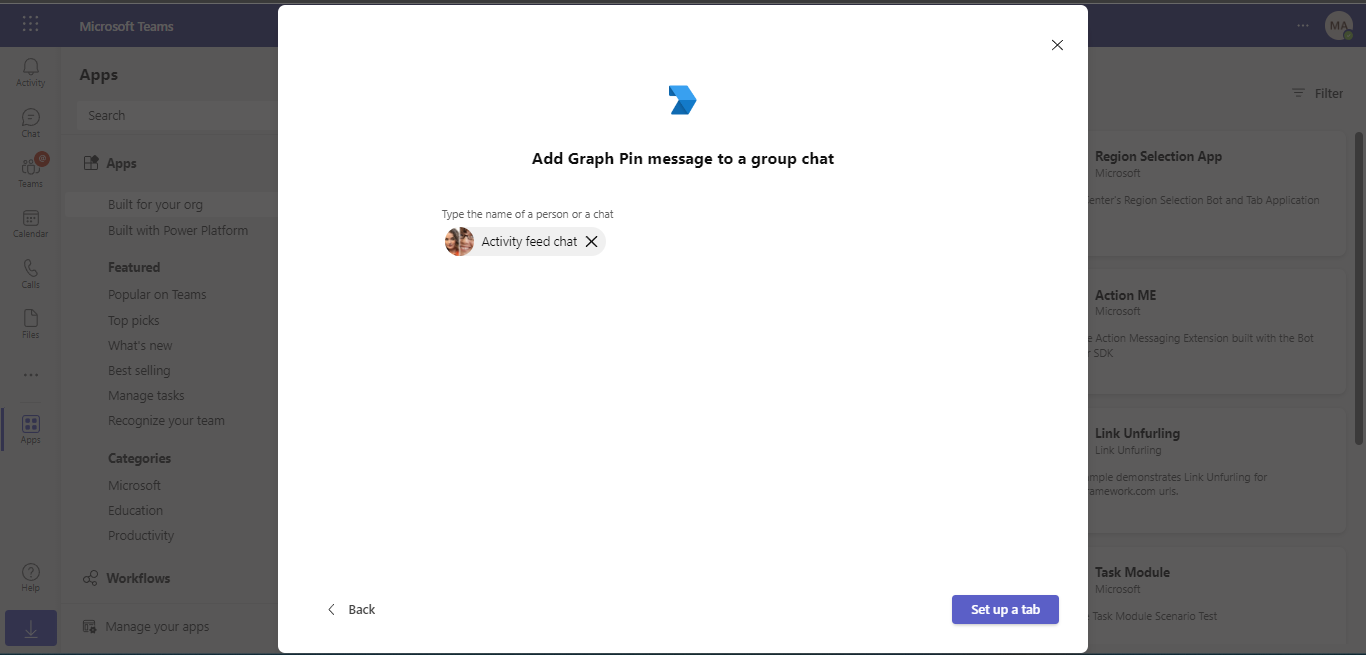 Microsoft Teams
MA
Activity
Chat
@
Teams
Calendar
Calls
Files
Apps
Help
Apps
Search
Apps
Built for your org
Built with Power Platform
Featured
Popular on Teams
Top picks
What's new
Best selling
Manage tasks
Recognize your team
Categories
Microsoft
Education
Productivity
Workflows
Manage your apps
Add Graph Pin message to a group chat
Type the name of a person or a chat
Activity feed chat
Back
Set up a tab
Filter
Region Selection App
Microsoft
enter's Region Selection Bot and Tab Application
Action ME
Microsoft
Action Messaging Extension built with the Bot
SDK
Link Unfurling
Link Unfurling
mple demonstrates Link Unfurling for
ramework.com urls.
Task Module
Microsoft
Task Module Scenario Test